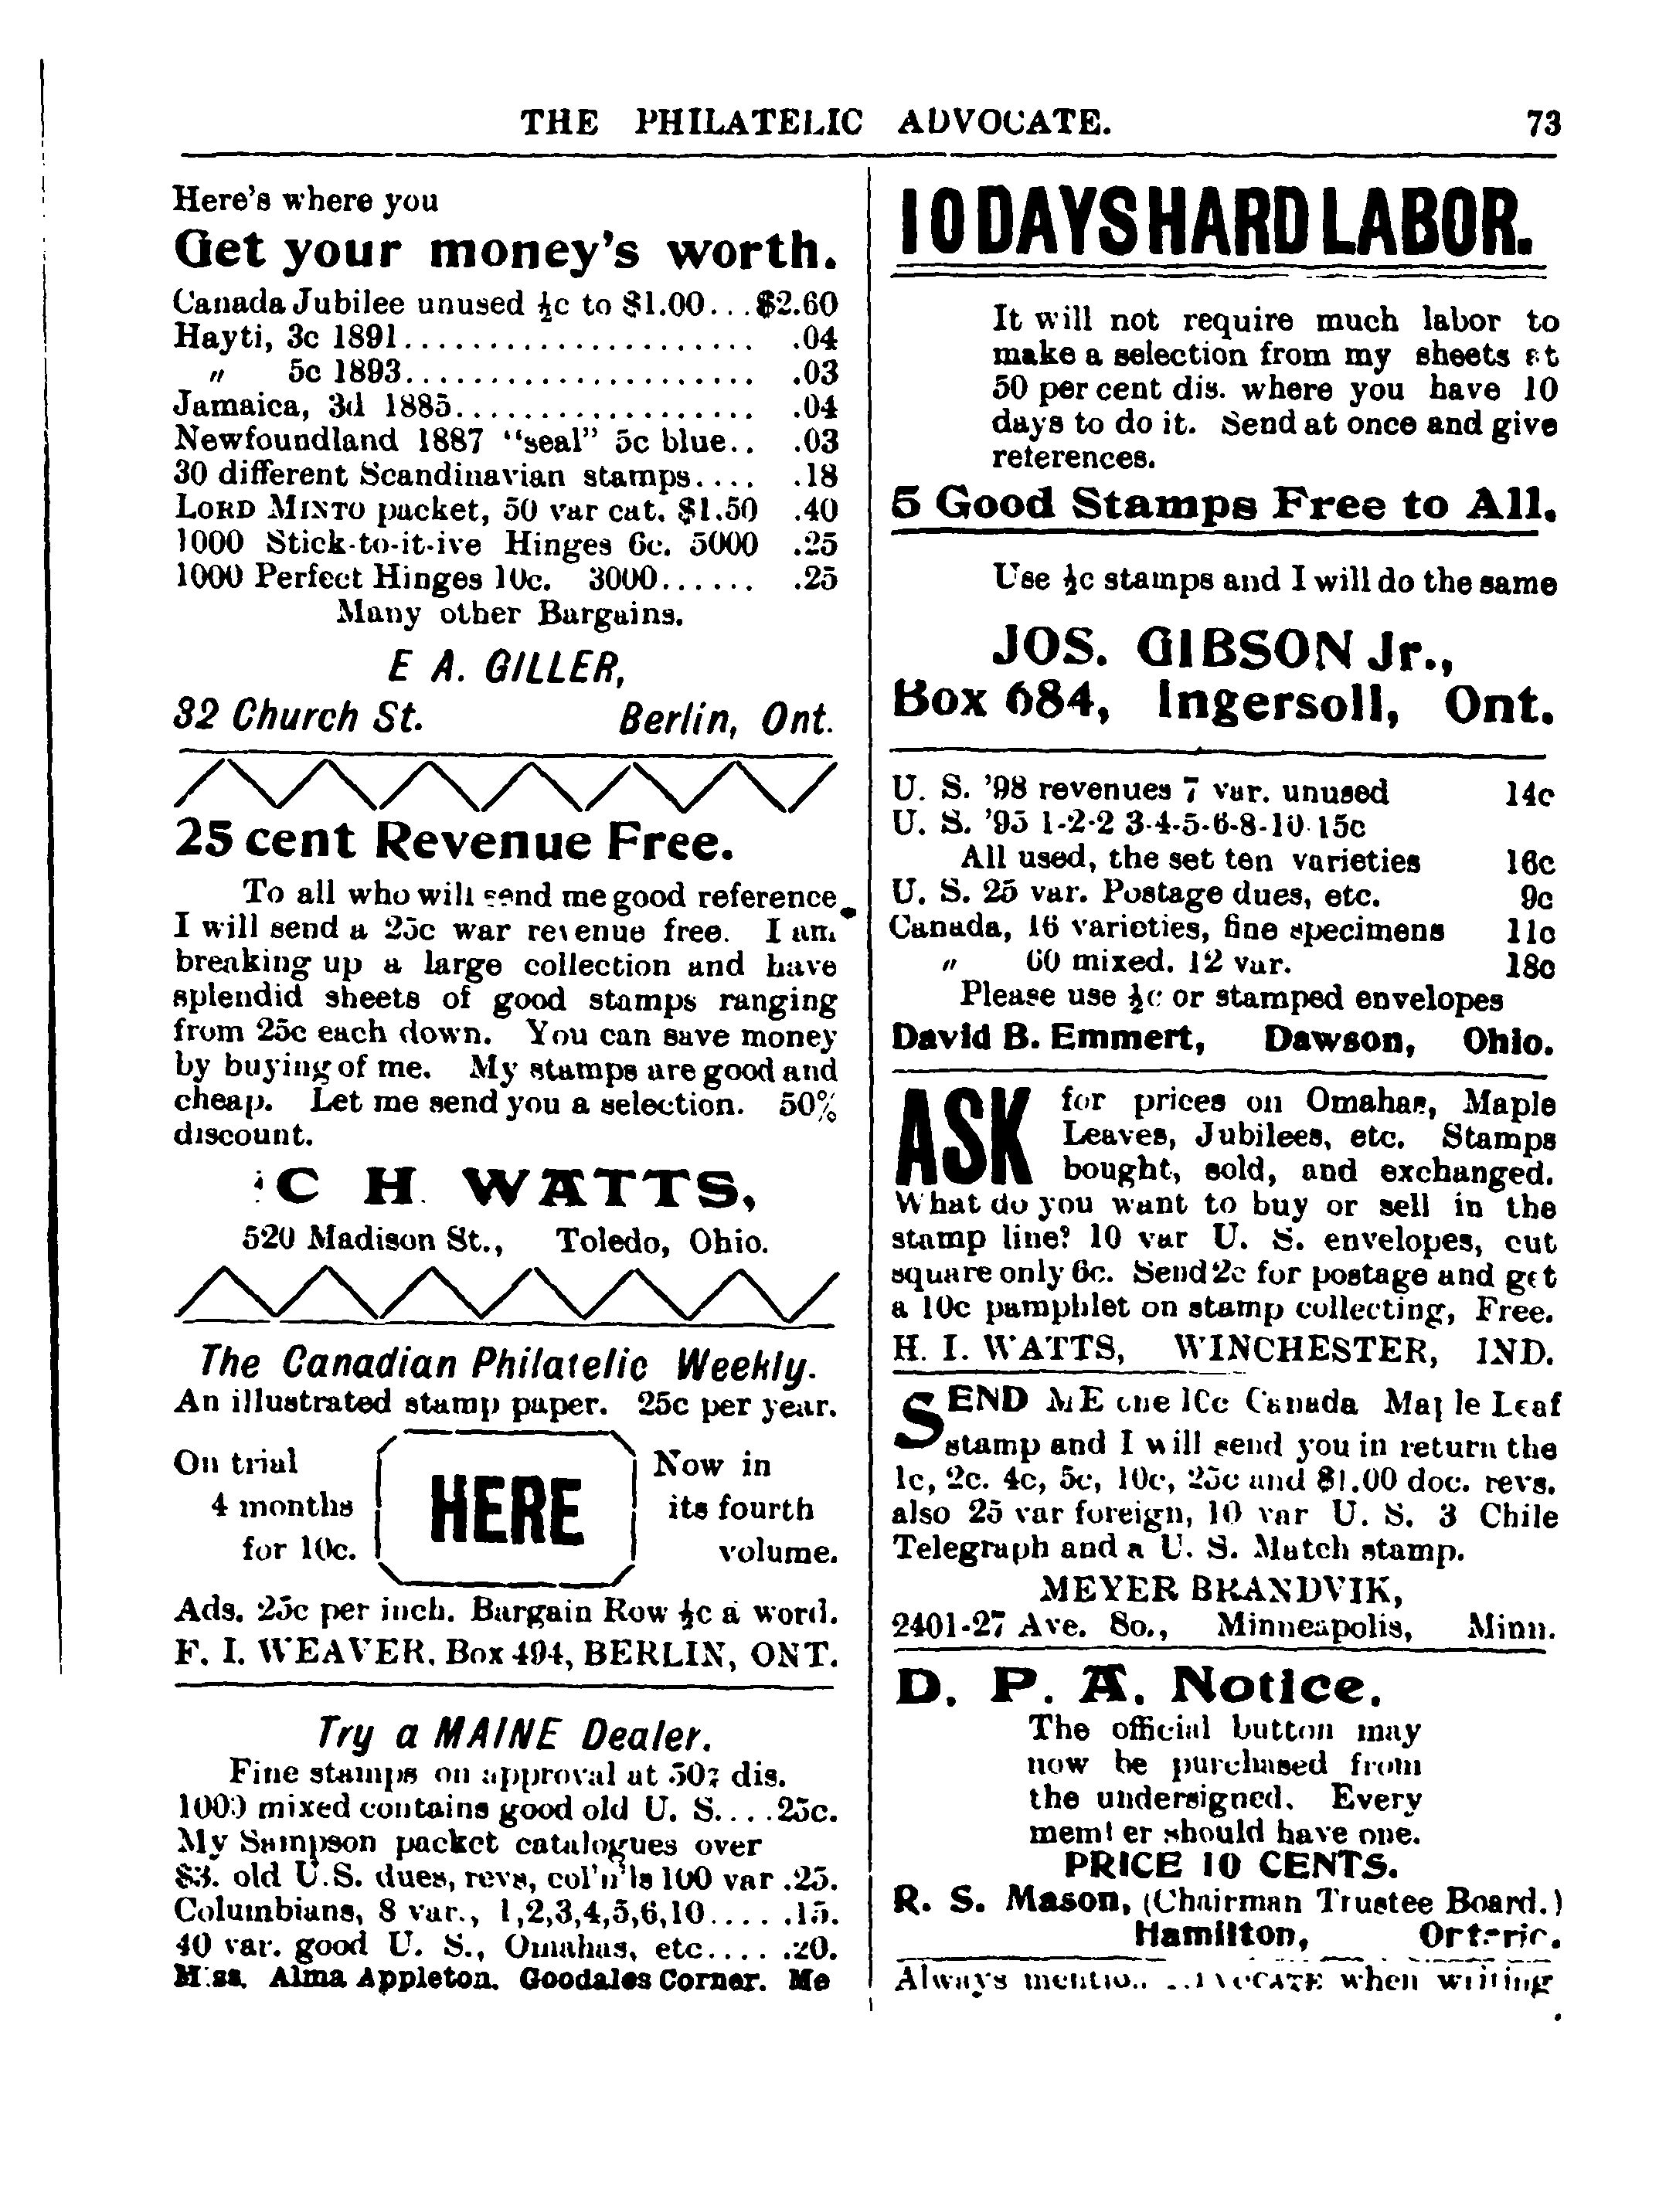 THE PHILATELIC ADVOCATE.
73
Here's where you
Get your money's worth.
Canada Jubilee unused ½c to $1.00...$2.60
Hayti, 3c 1891...................... .04
" 5c 1893..................... .03
Jamaica, 3d 1885.................. .04
Newfoundland 1887 "seal" 5c blue.. .03
30 different Scandinavian stamps.... .18
LORD MINTO packet, 50 var cat. $1.50 .40
1000 Stick-to-it-ive Hinges 6c. 5000 .25
1000 Perfect Hinges 10c. 3000...... .25
Many other Bargains.
E A. GILLER,
32 Church St. Berlin, Ont.
25 cent Revenue Free.
To all who will send me good reference
I will send a 25c war revenue free. I am
breaking up a large collection and have
splendid sheets of good stamps ranging
from 25c each down. You can save money
by buying of me. My stamps are good and
cheap. Let me send you a selection. 50%
discount.
C H. WATTS,
520 Madison St., Toledo, Ohio.
The Canadian Philatelic Weekly.
An illustrated stamp paper. 25c per year.
On trial
4 months
for 10c.
HERE
Now in
its fourth
volume.
Ads. 25c per inch. Bargain Row ½c a word.
F. I. WEAVER, Box 494, BERLIN, ONT.
Try a MAINE Dealer.
Fine stamps on approval at 50% dis.
1000 mixed contains good old U. S....25c.
My Sampson packet catalogues over
$3. old U.S. dues, revs, col'n'ls 100 var .25.
Columbians, 8 var., 1,2,3,4,5,6,10..... .15.
40 var. good U. S., Omahas, etc..... .20.
Miss. Alma Appleton. Goodales Corner. Me
10 DAYS HARD LABOR.
It will not require much labor to
make a selection from my sheets at
50 per cent dis. where you have 10
days to do it. Send at once and give
reterences.
5 Good Stamps Free to All.
Use ½c stamps and I will do the same
JOS. GIBSON Jr.,
Box 684, Ingersoll, Ont.
U. S. '98 revenues 7 var. unused 14c
U. S. '95 1-2-2 3-4-5-6-8-10-15c
All used, the set ten varieties 16c
U. S. 25 var. Postage dues, etc. 9c
Canada, 16 varieties, fine specimens 11c
" 60 mixed. 12 var. 18c
Please use ½c or stamped envelopes
David B. Emmert, Dawson, Ohio.
ASK for prices on Omahas, Maple
Leaves, Jubilees, etc. Stamps
bought, sold, and exchanged.
What do you want to buy or sell in the
stamp line? 10 var U. S. envelopes, cut
square only 6c. Send 2c for postage and get
a 10c pamphlet on stamp collecting, Free.
H. I. WATTS, WINCHESTER, IND.
SEND ME one 10c Canada Maple Leaf
stamp and I will send you in return the
1c, 2c. 4c, 5c, 10c, 25c and $1.00 doc. revs.
also 25 var foreign, 10 var U. S. 3 Chile
Telegraph and a U. S. Match stamp.
MEYER BRANDVIK,
2401-27 Ave. So., Minneapolis, Minn.
D. P. A. Notice.
The official button may
now be purchased from
the undersigned. Every
member should have one.
PRICE 10 CENTS.
R. S. Mason, (Chairman Trustee Board.)
Hamilton, Ontario.
Always when writing